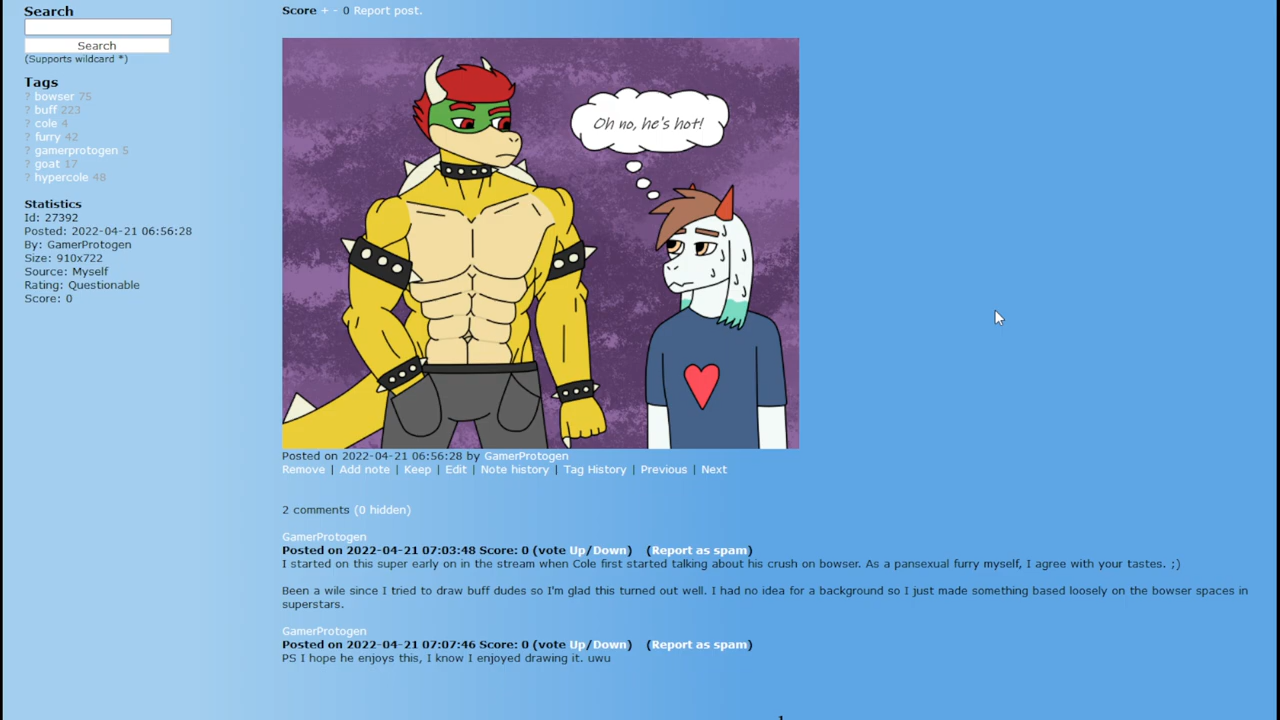 Search
Search
(Supports wildcard *)
Tags
? bowser 75
? buff 223
? cole 4
? furry 42
? gamerprotogen 5
? goat 17
? hypercole 48
Statistics
Id: 27392
Posted: 2022-04-21 06:56:28
By: GamerProtogen
Size: 910x722
Source: Myself
Rating: Questionable
Score: 0
Score + - 0 Report post.
Oh no, he's hot!
Posted on 2022-04-21 06:56:28 by GamerProtogen
Remove | Add note | Keep | Edit | Note history | Tag History | Previous | Next
2 comments (0 hidden)
GamerProtogen
Posted on 2022-04-21 07:03:48 Score: 0 (vote Up/Down) (Report as spam)
I started on this super early on in the stream when Cole first started talking about his crush on bowser. As a pansexual furry myself, I agree with your tastes. ;)
Been a wile since I tried to draw buff dudes so I'm glad this turned out well. I had no idea for a background so I just made something based loosely on the bowser spaces in
superstars.
GamerProtogen
Posted on 2022-04-21 07:07:46 Score: 0 (vote Up/Down) (Report as spam)
PS I hope he enjoys this, I know I enjoyed drawing it. uwu